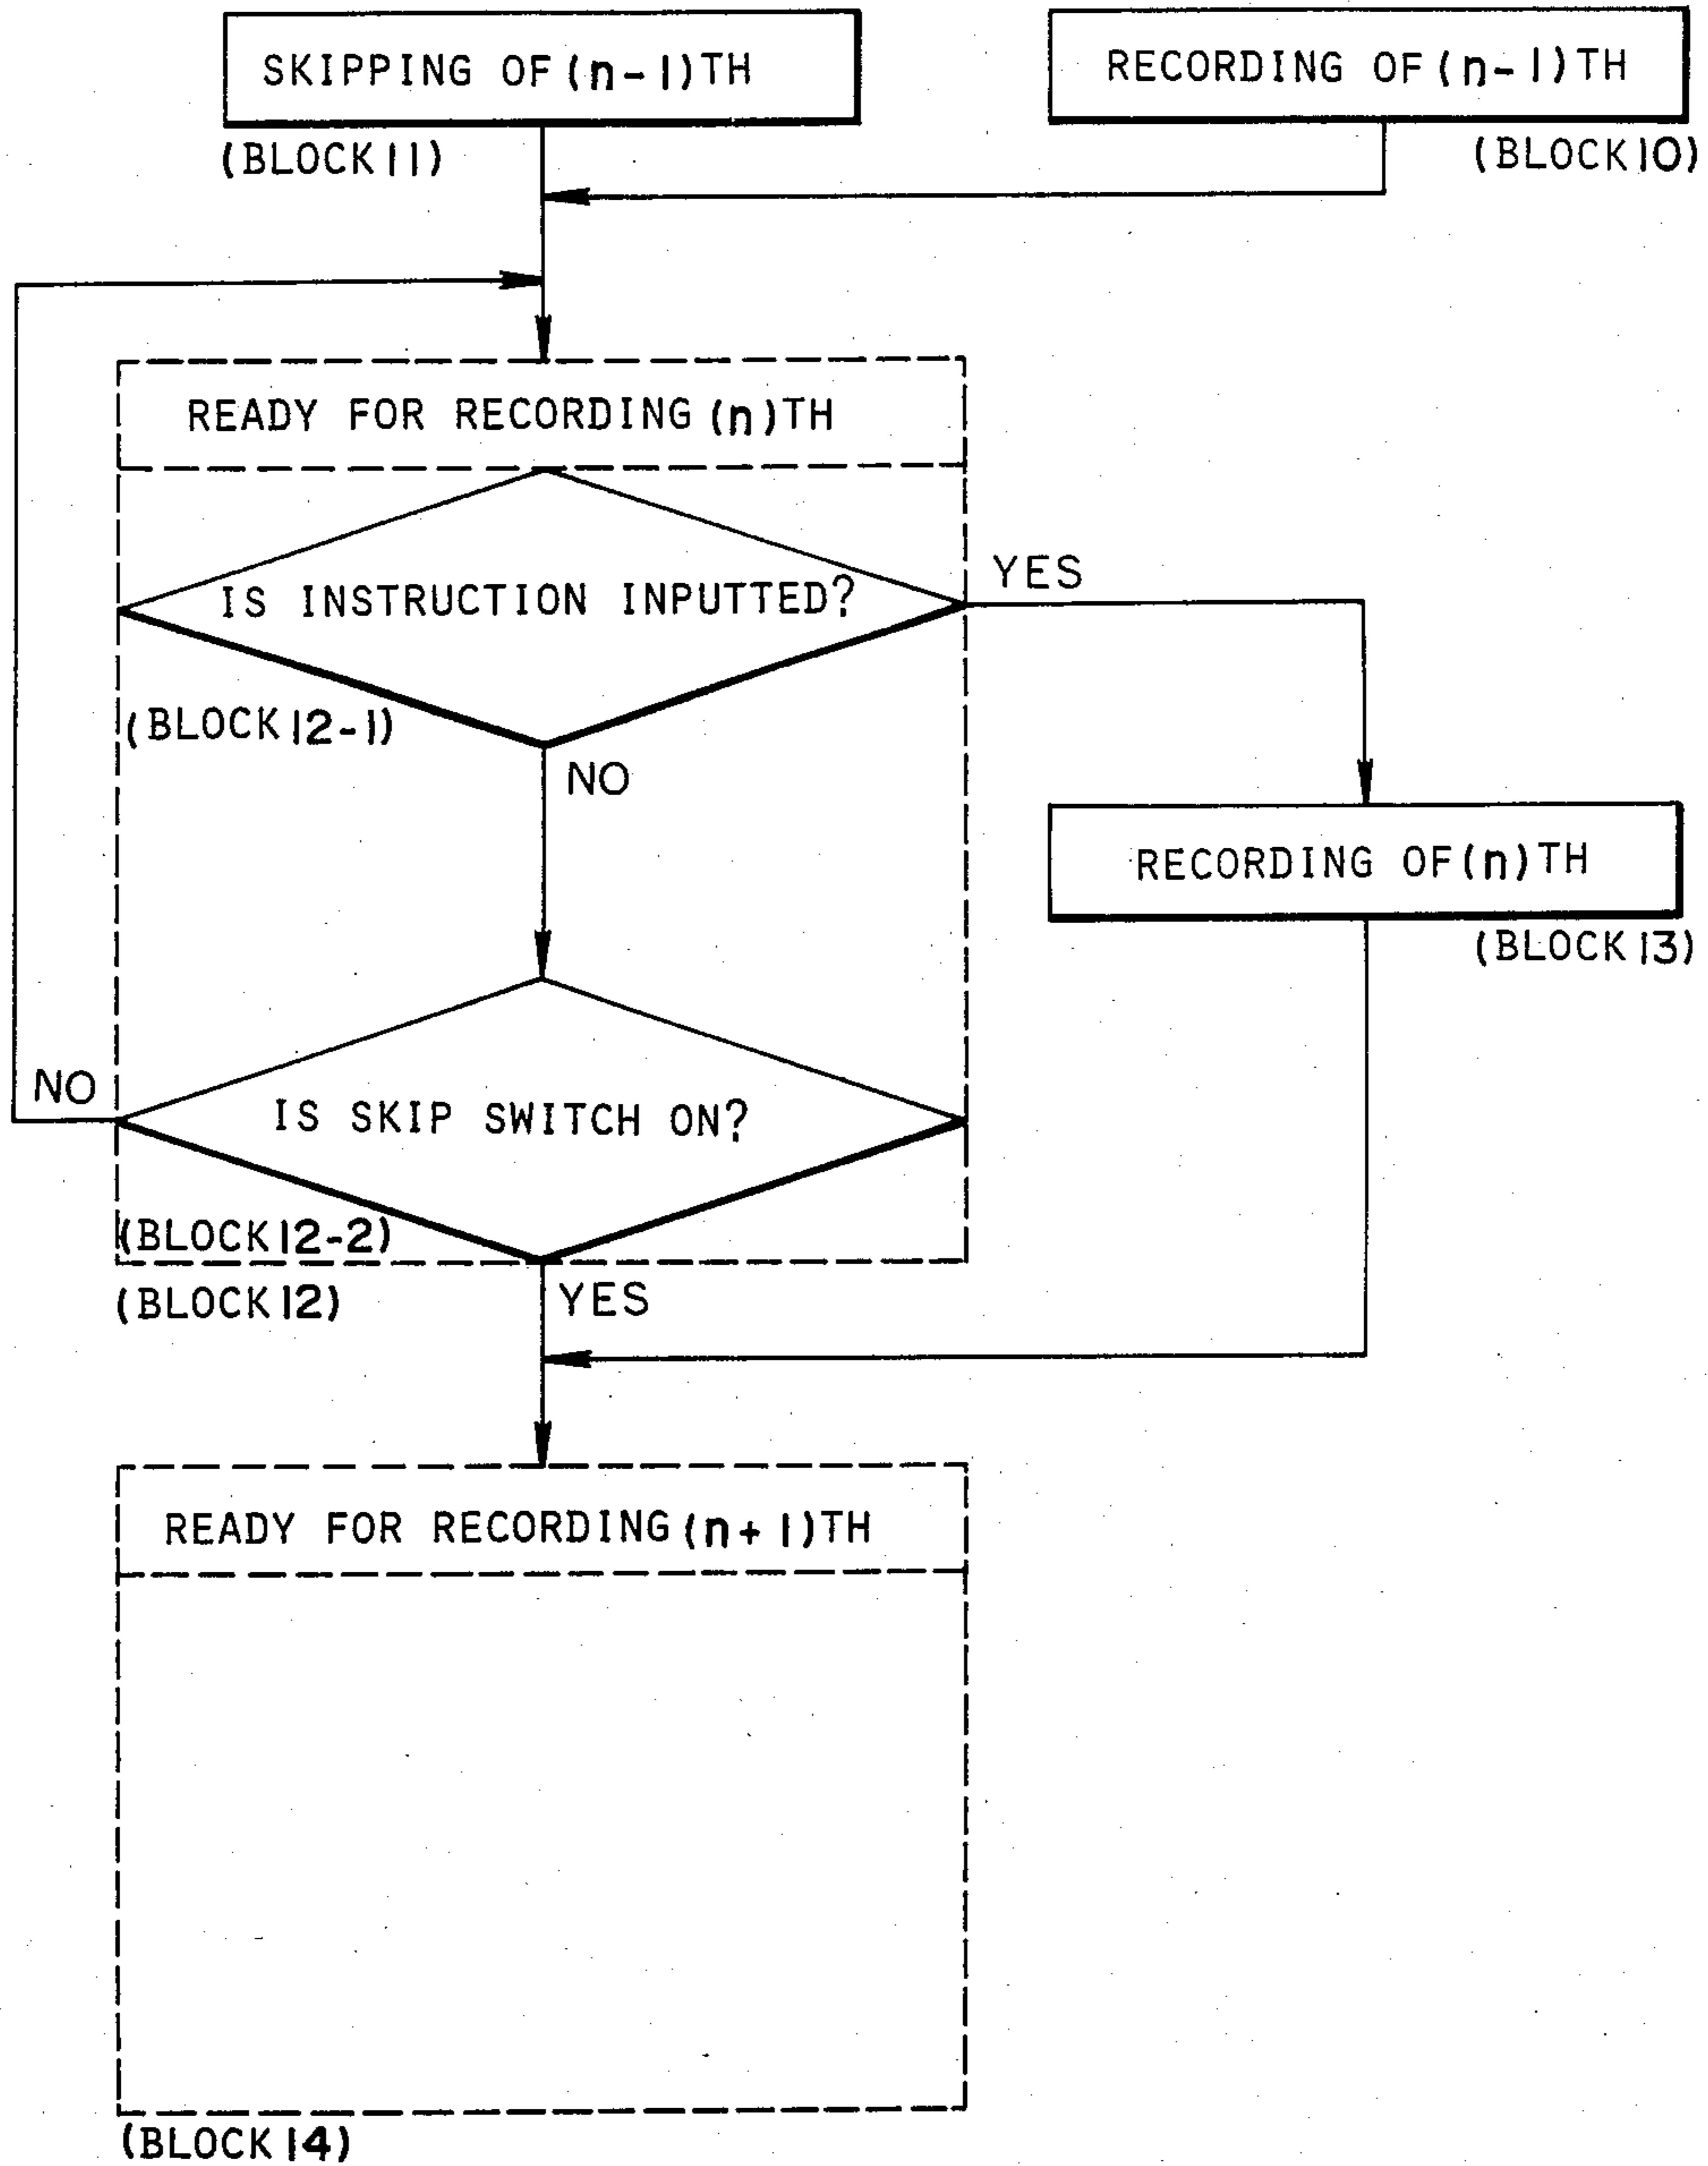 SKIPPING OF (n-1)TH
RECORDING OF (n-1)TH
(BLOCK 11)
(BLOCK 10)
READY FOR RECORDING (n)TH
IS INSTRUCTION INPUTTED?
YES
(BLOCK 12-1)
NO
RECORDING OF (n)TH
(BLOCK 13)
NO
IS SKIP SWITCH ON?
(BLOCK 12-2)
(BLOCK 12)
YES
READY FOR RECORDING (n+1)TH
(BLOCK 14)